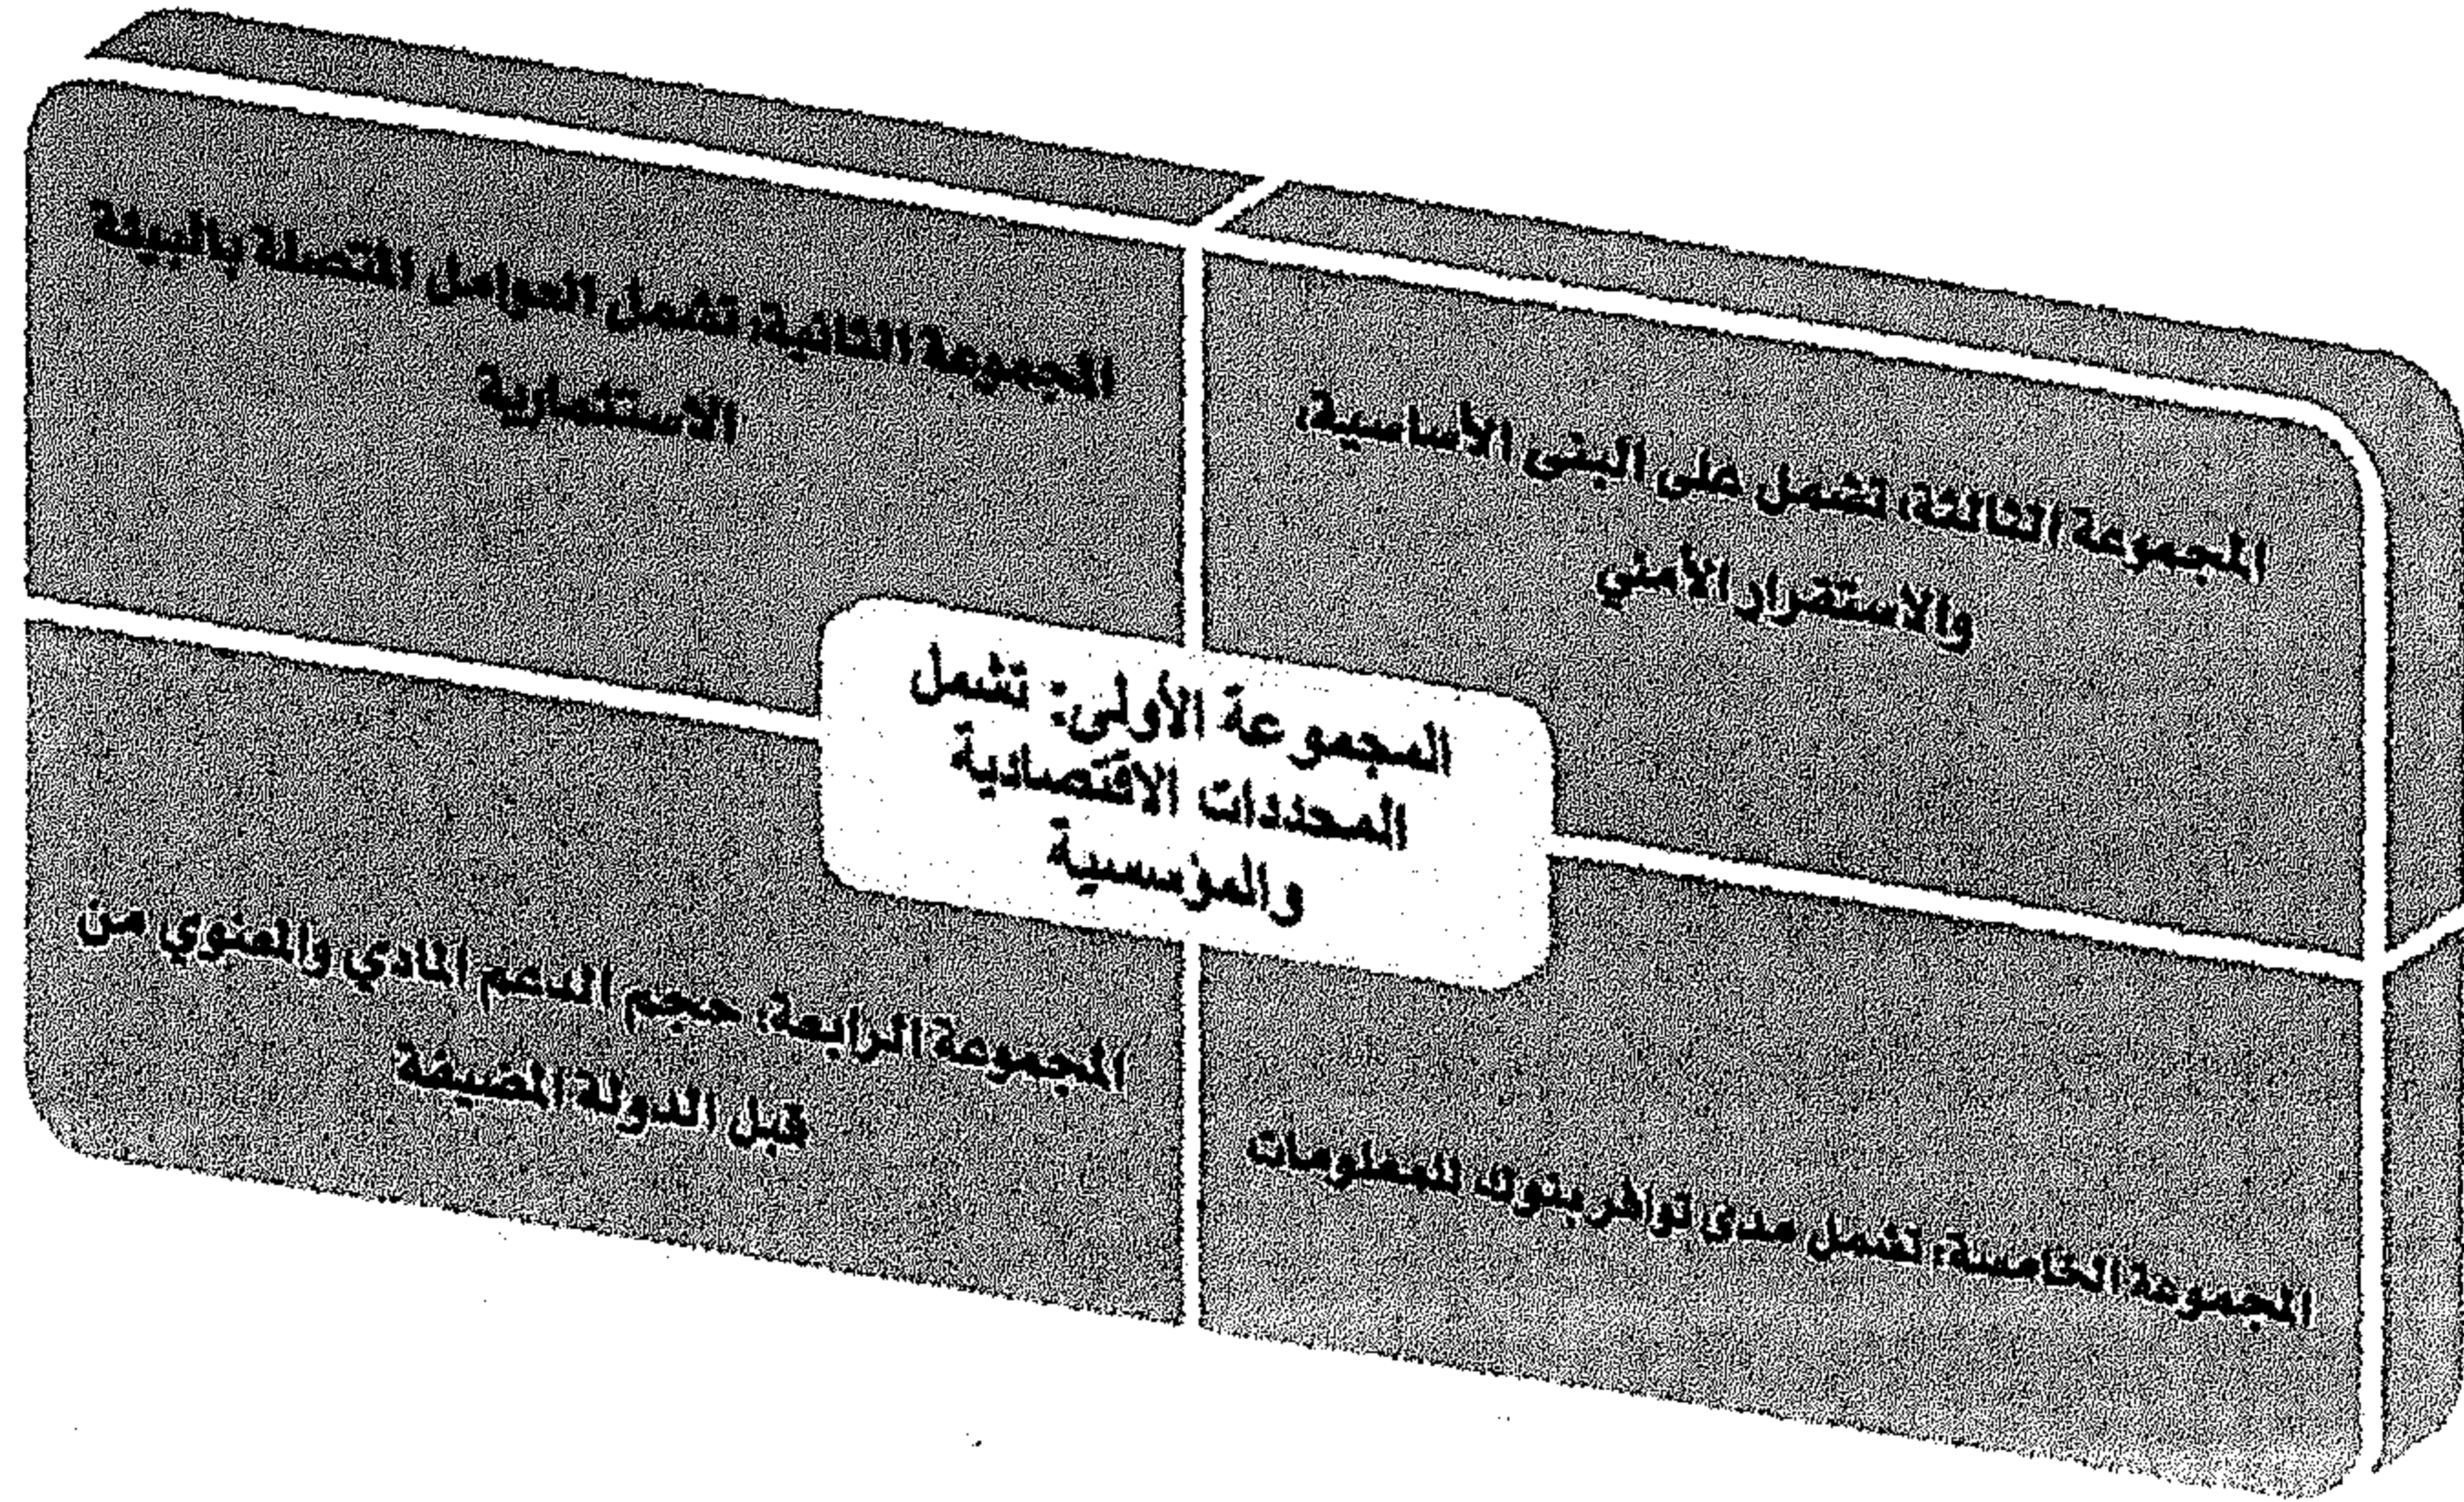 المجموعة الثانية: تشمل العوامل المتصلة بالبيئة
الاستثمارية
المجموعة الثالثة: تشمل على البنى الأساسية،
والاستقرار الأمني
المجموعة الأولى: تشمل
المحددات الاقتصادية
والمؤسسية
المجموعة الرابعة: حجم الدعم المادي والمعنوي من
قبل الدولة المضيفة
المجموعة الخامسة: تشمل مدى توافر بنوك للمعلومات